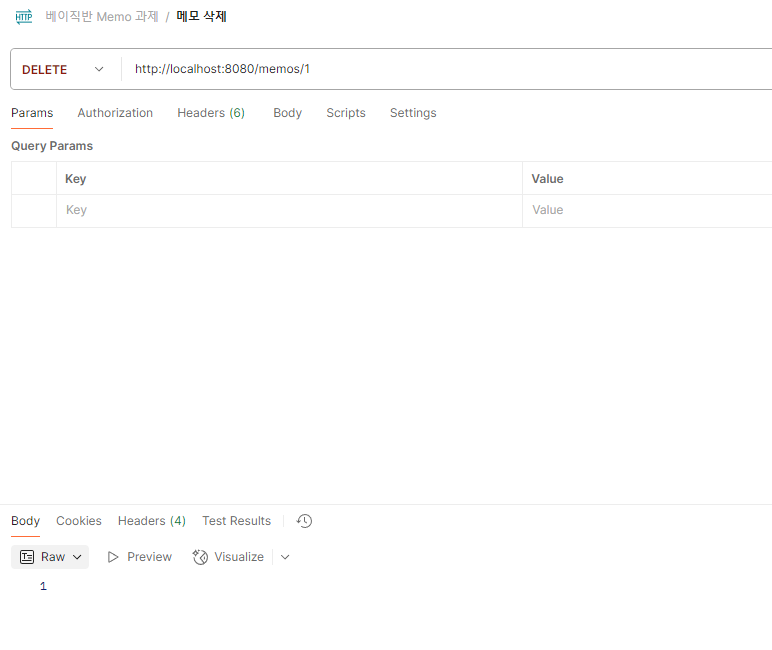 HTTP 베이직반 Memo 과제 / 메모 삭제
DELETE http://localhost:8080/memos/1
Params Authorization Headers (6) Body Scripts Settings
Query Params
Key Value
Key Value
Body Cookies Headers (4) Test Results
Raw Preview Visualize
1